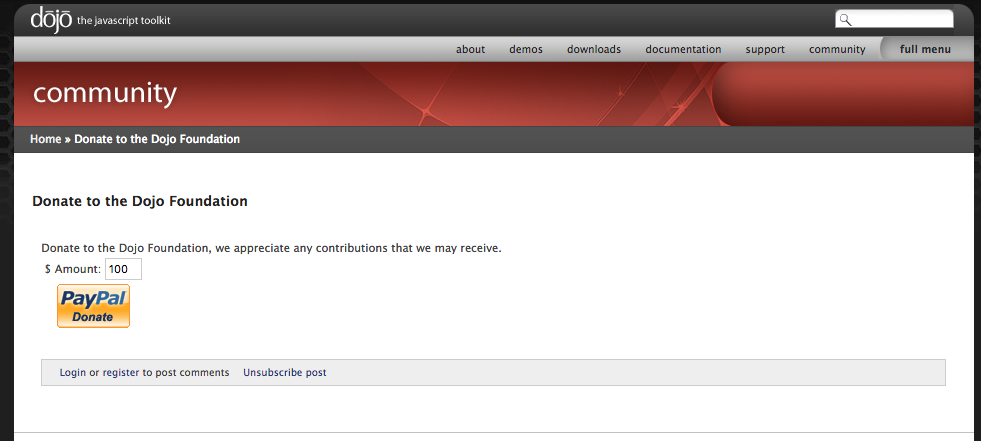 dōjō the javascript toolkit
about demos downloads documentation support community full menu
community
Home » Donate to the Dojo Foundation
Donate to the Dojo Foundation
Donate to the Dojo Foundation, we appreciate any contributions that we may receive.
$ Amount: 100
PayPal
Donate
Login or register to post comments Unsubscribe post